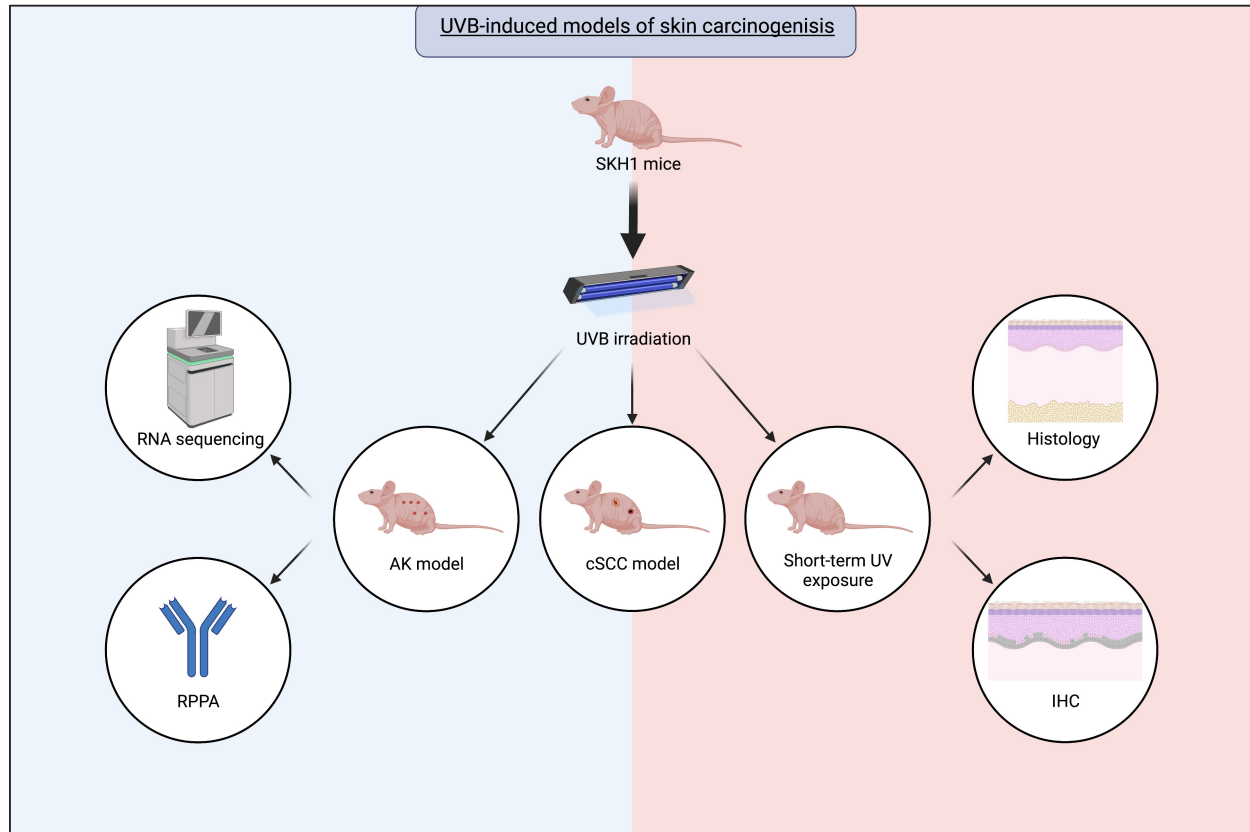 UVB-induced models of skin carcinogenisis
SKH1 mice
UVB irradiation
RNA sequencing
Histology
AK model
cSCC model
Short-term UV
exposure
RPPA
IHC